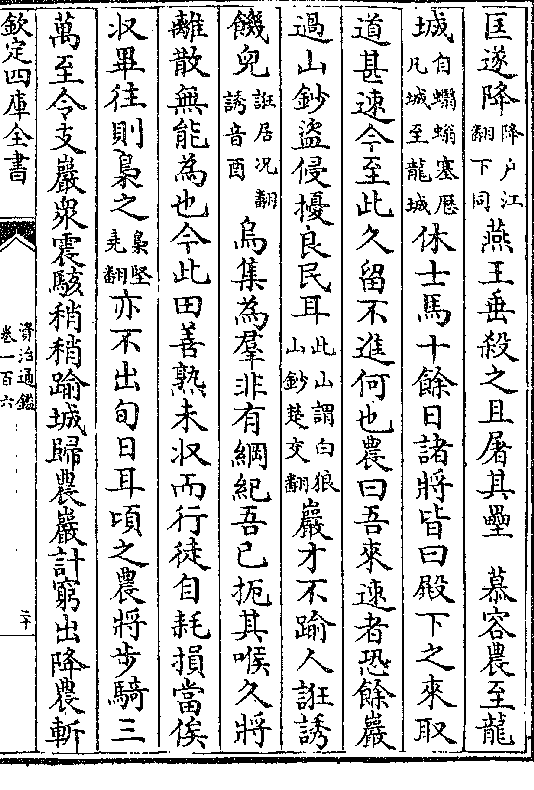 匡遂降降户江翻下同燕王垂殺之且屠其壘　慕容農至龍
城自蠮螉塞歷凡城至龍城休士馬十餘日諸將皆曰殿下之來取
道甚速今至此久留不進何也農曰吾來速者恐餘巖
過山鈔盜侵擾良民耳此山謂白狼山鈔楚交翻巖才不踰人誑誘
饑兒誑居况翻誘音酉烏集為羣非有綱紀吾已扼其喉久將
離散無能為也今此田善熟未収而行徒自耗損當俟
収畢往則梟之梟堅堯翻亦不出旬日耳頃之農將步騎三
萬至令支巖衆震駭稍稍踰城歸農巖計窮出降農斬
欽定四庫全書
資治通鑑
卷一百六
二十